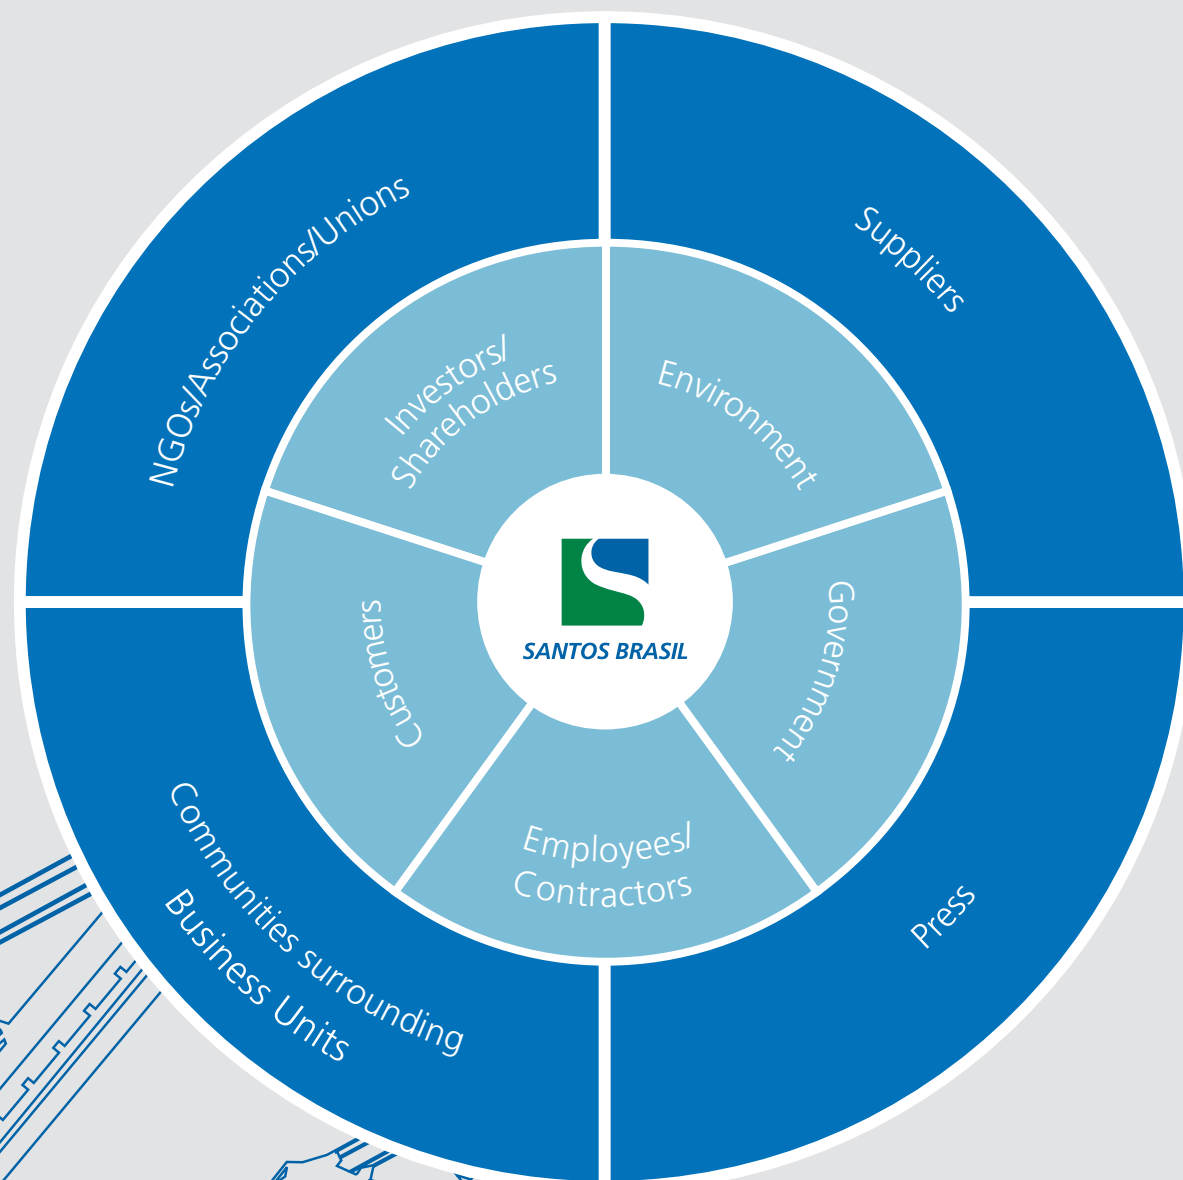 NGOs/Associations/Unions
Suppliers
Investors/
Shareholders
Environment
Customers
SANTOS BRASIL
Government
Employees/
Contractors
Communities surrounding
Business Units
Press